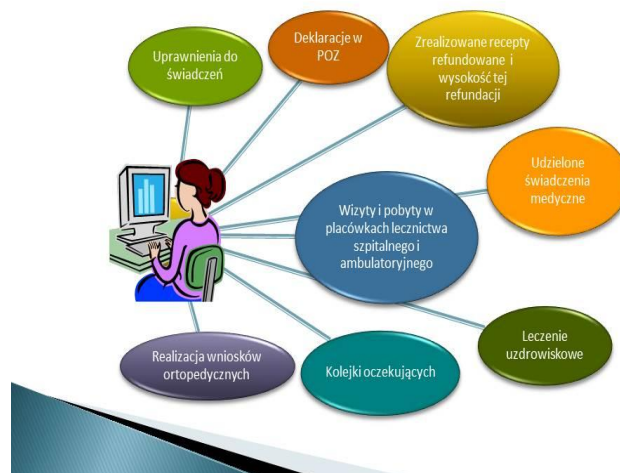 Uprawnienia do
świadczeń
Deklaracje w
POZ
Zrealizowane recepty
refundowane i
wysokość tej
refundacji
Udzielone
świadczenia
medyczne
Wizyty i pobyty w
placówkach lecznictwa
szpitalnego i
ambulatoryjnego
Leczenie
uzdrowiskowe
Kolejki oczekujących
Realizacja wniosków
ortopedycznych